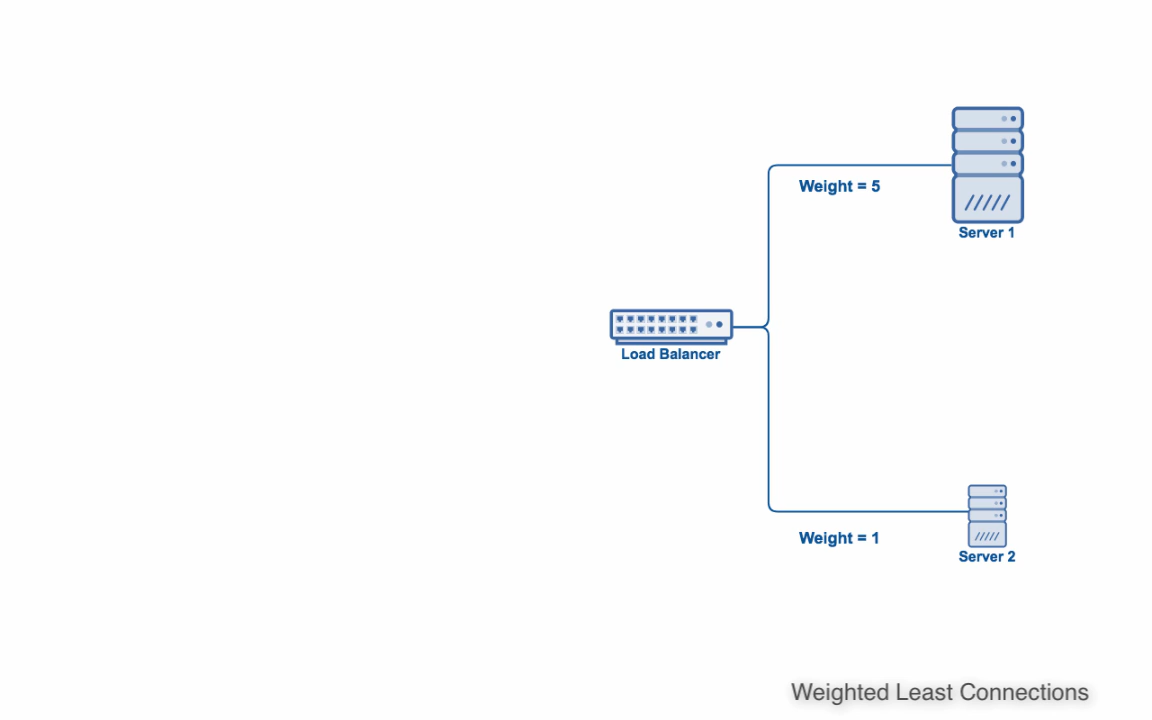 Weight = 5
Server 1
Load Balancer
Weight = 1
Server 2
Weighted Least Connections